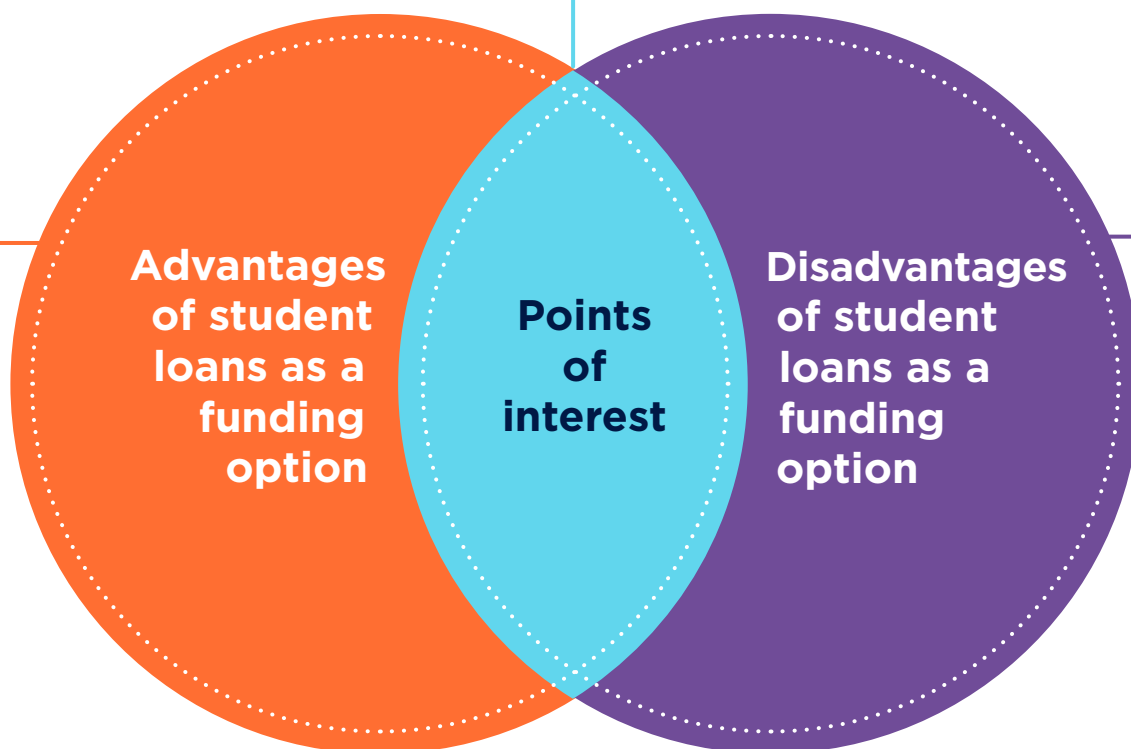 Advantages
of student
loans as a
funding
option
Points
of
interest
Disadvantages
of student
loans as a
funding
option